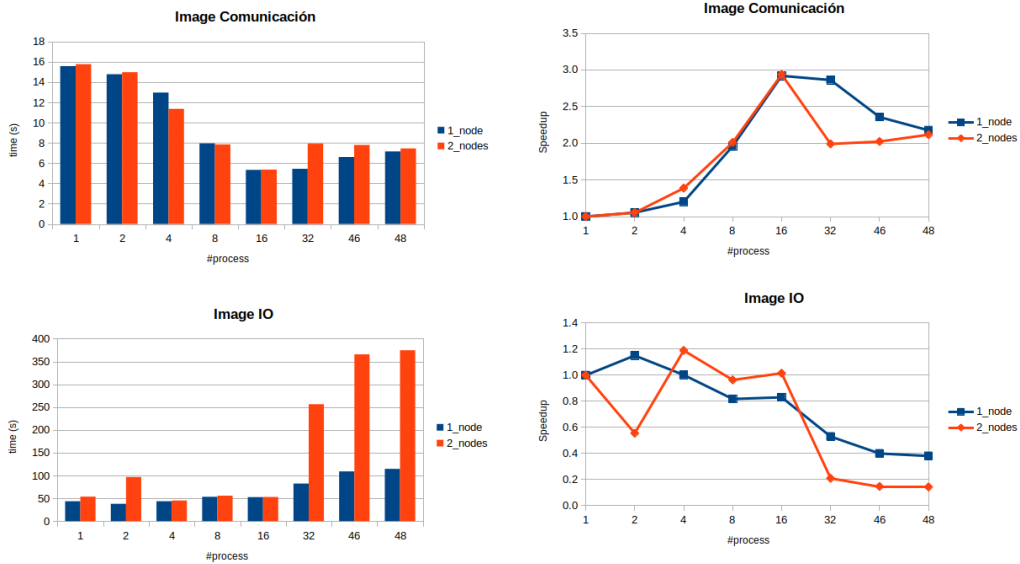 Image Comunicación
18
16
14
12
10
8
6
4
2
0
time (s)
1 2 4 8 16 32 46 48
#process
1_node
2_nodes
Image Comunicación
3.5
3.0
2.5
2.0
1.5
1.0
Speedup
1 2 4 8 16 32 46 48
#process
1_node
2_nodes
Image IO
400
350
300
250
200
150
100
50
0
time (s)
1 2 4 8 16 32 46 48
#process
1_node
2_nodes
Image IO
1.4
1.2
1.0
0.8
0.6
0.4
0.2
0.0
Speedup
1 2 4 8 16 32 46 48
#process
1_node
2_nodes